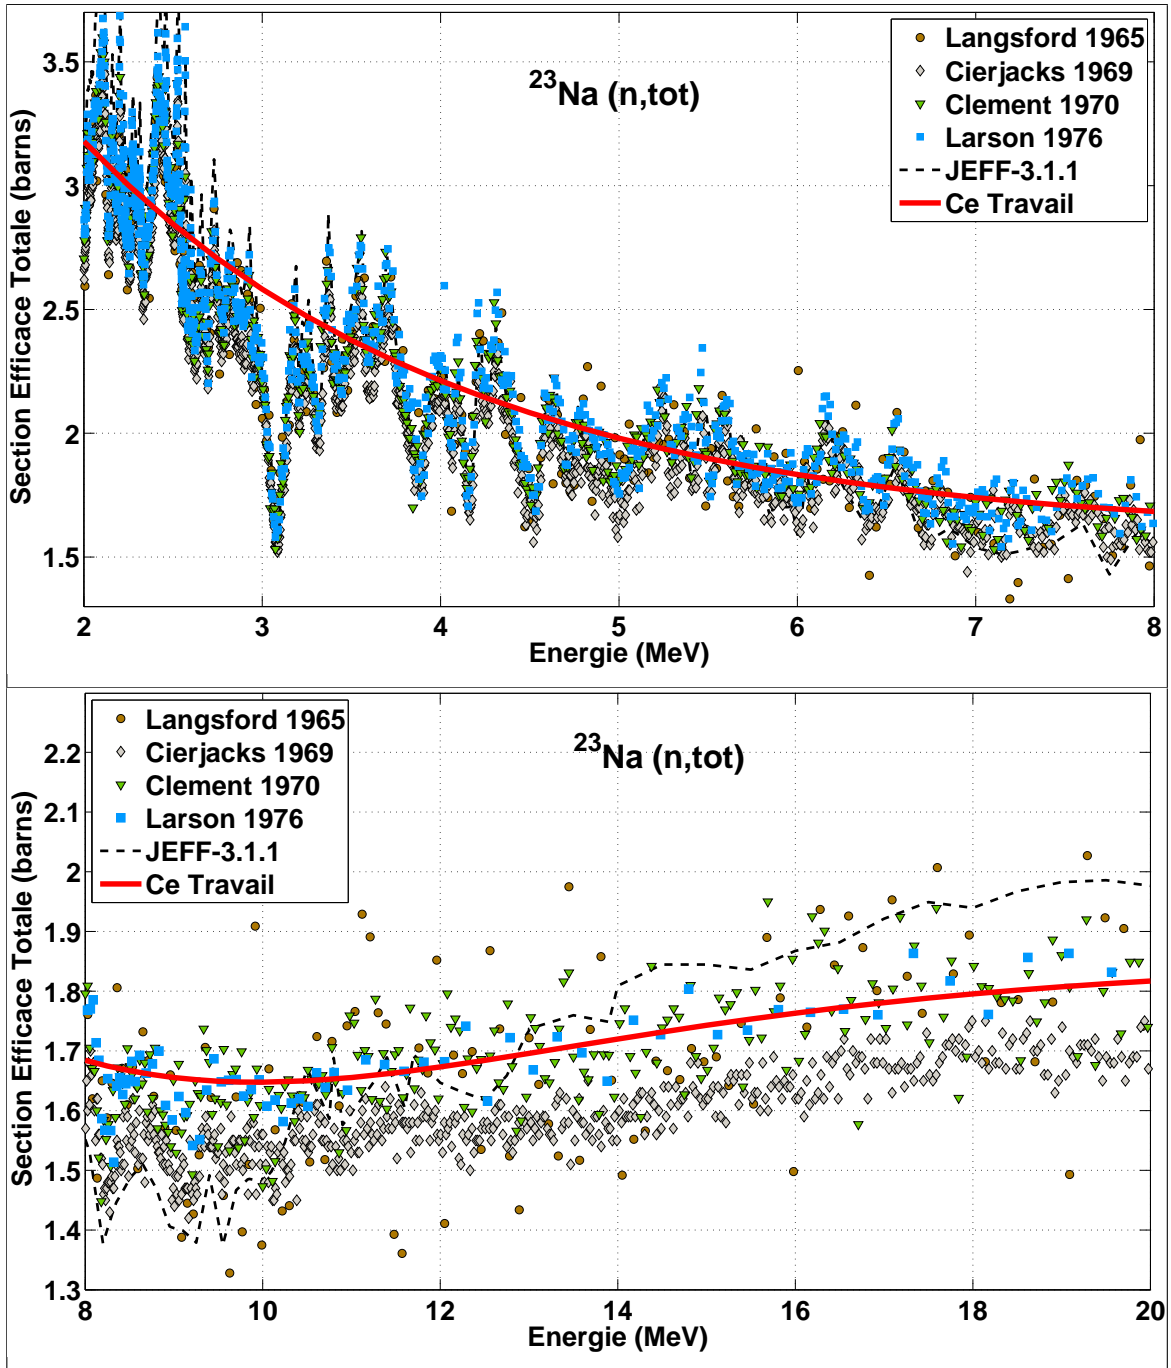 3.5
3
2.5
2
1.5
Section Efficace Totale (barns)
23Na (n,tot)
Langsford 1965
Cierjacks 1969
Clement 1970
Larson 1976
JEFF-3.1.1
Ce Travail
2 3 4 5 6 7 8
Energie (MeV)
2.2
2.1
2
1.9
1.8
1.7
1.6
1.5
1.4
1.3
Section Efficace Totale (barns)
Langsford 1965
Cierjacks 1969
Clement 1970
Larson 1976
JEFF-3.1.1
Ce Travail
23Na (n,tot)
8 10 12 14 16 18 20
Energie (MeV)